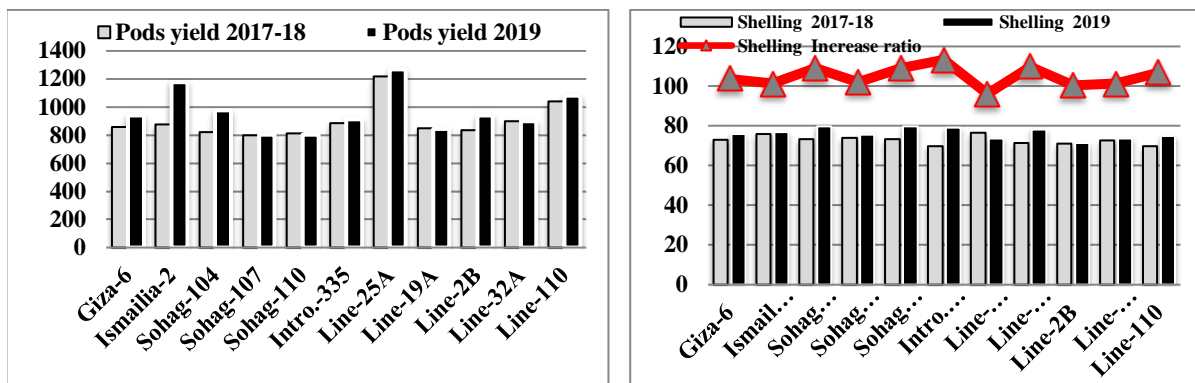 Pods yield 2017-18 Pods yield 2019
1400
1200
1000
800
600
400
200
0
Giza-6
Ismailia-2
Sohag-104
Sohag-107
Sohag-110
Intro.-335
Line-25A
Line-19A
Line-2B
Line-32A
Line-110
Shelling 2017-18 Shelling 2019
Shelling Increase ratio
120
100
80
60
40
20
0
Giza-6
Ismail…
Sohag…
Sohag…
Sohag…
Intro…
Line-…
Line-…
Line-2B
Line-…
Line-110